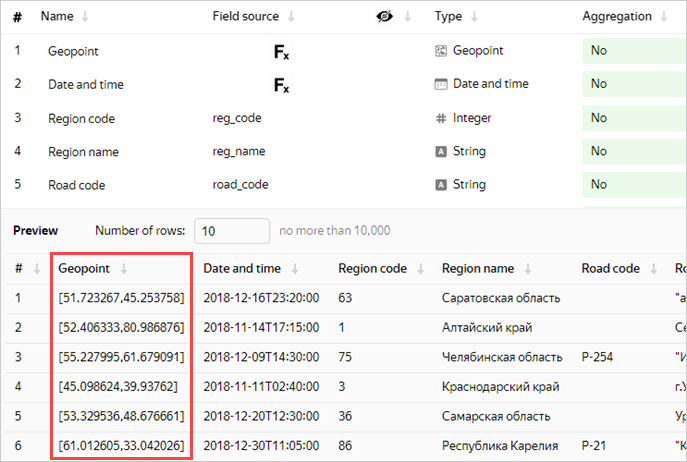 # Name Field source Type Aggregation
1 Geopoint Fx Geopoint No
2 Date and time Fx Date and time No
3 Region code reg_code # Integer No
4 Region name reg_name A String No
5 Road code road_code A String No
Preview Number of rows: 10 no more than 10,000
# Geopoint Date and time Region code Region name Road code Ro
1 [51.723267,45.253758] 2018-12-16T23:20:00 63 Саратовская область "a
2 [52.406333,80.986876] 2018-11-14T17:15:00 1 Алтайский край Се
3 [55.227995,61.679091] 2018-12-09T14:30:00 75 Челябинская область Р-254 "И
4 [45.098624,39.93762] 2018-11-11T02:40:00 3 Краснодарский край г.У
5 [53.329536,48.676661] 2018-12-20T12:30:00 36 Самарская область Ур
6 [61.012605,33.042026] 2018-12-30T11:05:00 86 Республика Карелия Р-21 "К